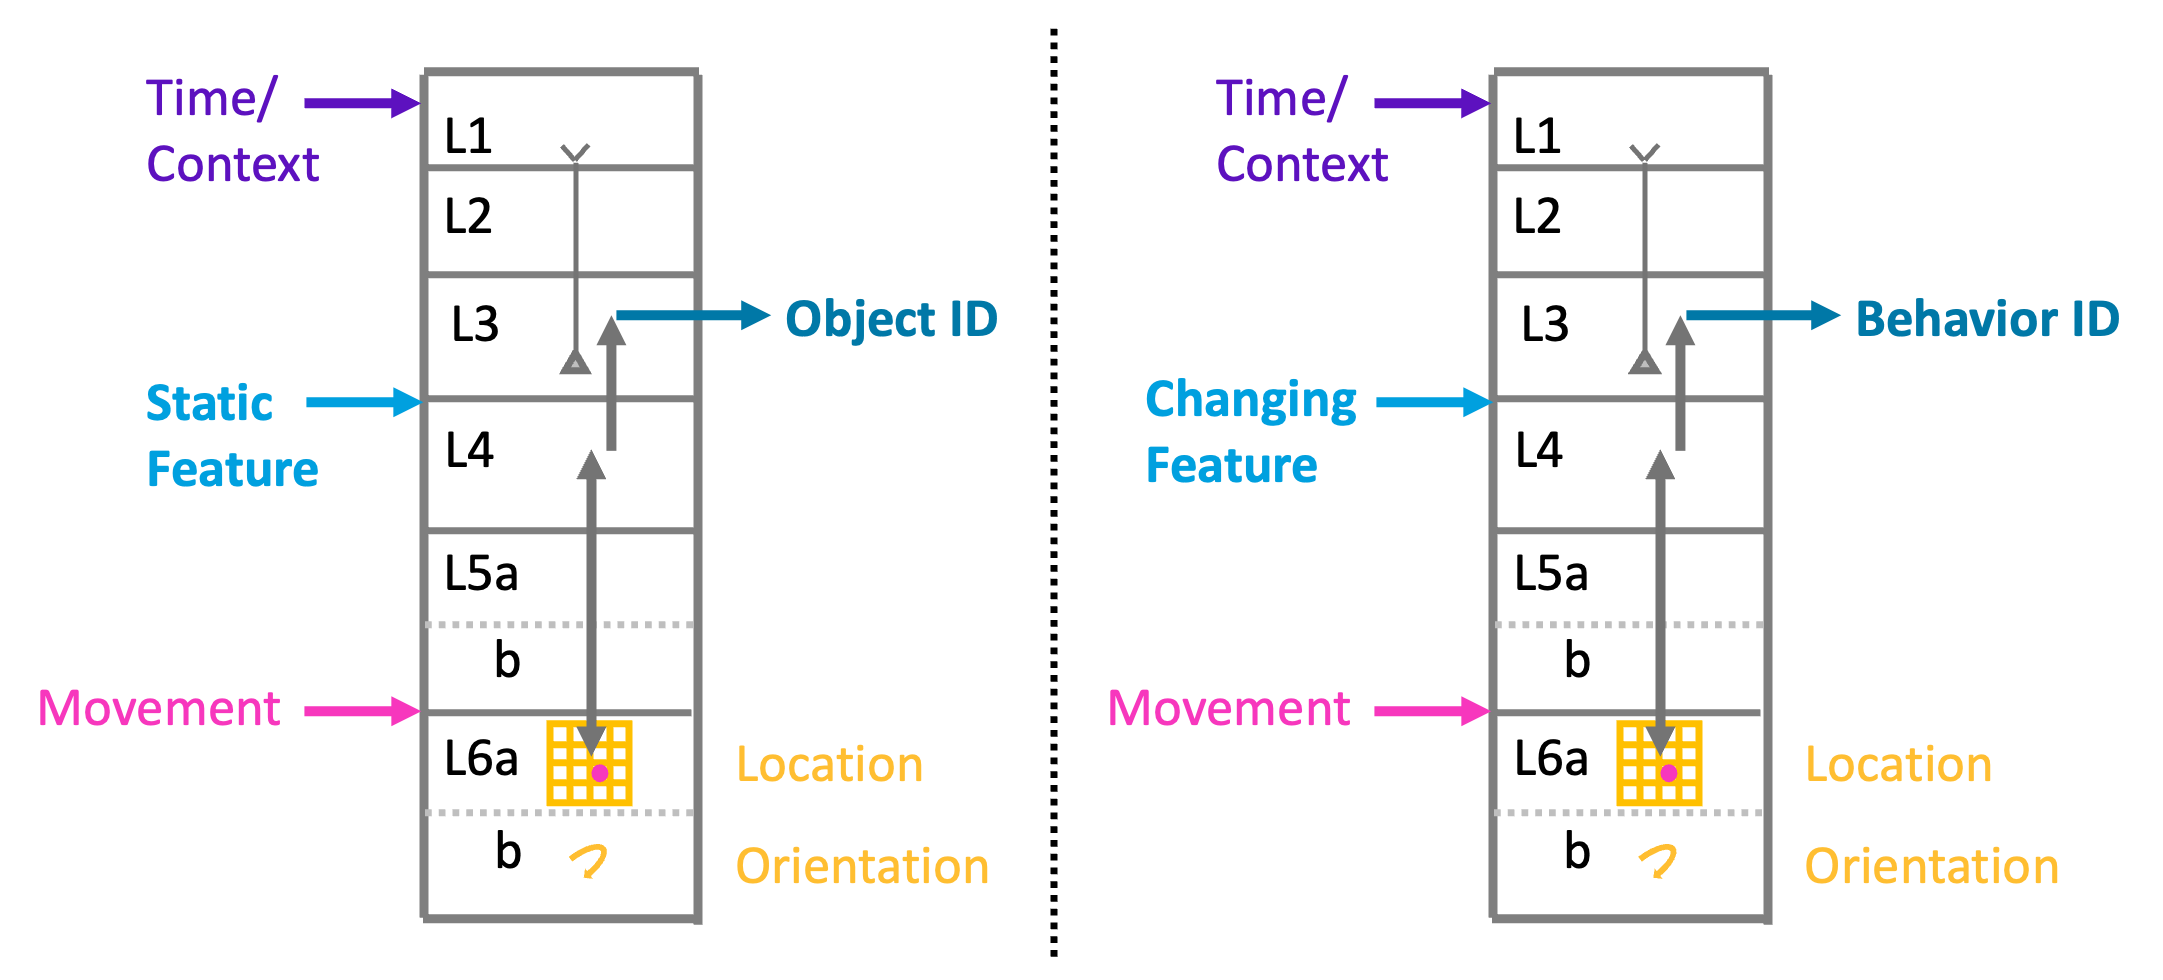 Time/
Context
L1
L2
L3
Object ID
Static
Feature
L4
L5a
b
Movement
L6a
Location
b
Orientation
Time/
Context
L1
L2
L3
Behavior ID
Changing
Feature
L4
L5a
b
Movement
L6a
Location
b
Orientation